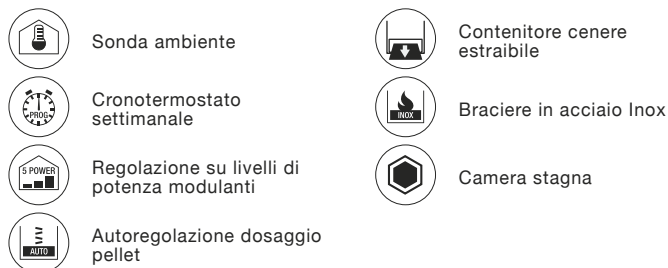 Sonda ambiente
PROG.
Cronotermostato
settimanale
5 POWER
Regolazione su livelli di
potenza modulanti
AUTO
Autoregolazione dosaggio
pellet
Contenitore cenere
estraibile
INOX
Braciere in acciaio Inox
Camera stagna